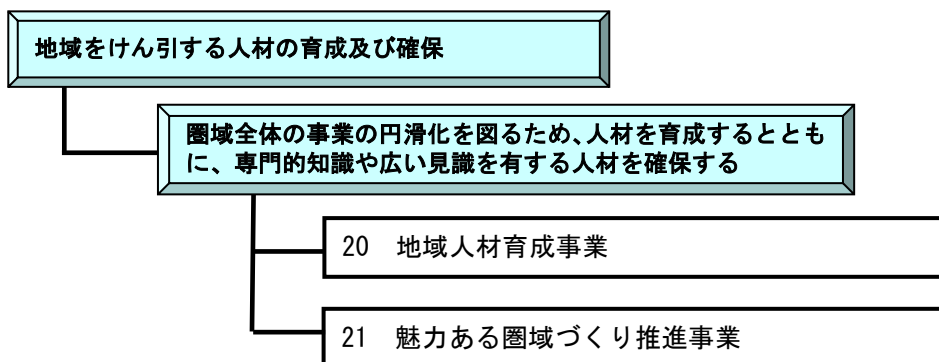 地域をけん引する人材の育成及び確保
圏域全体の事業の円滑化を図るため、人材を育成するととも
に、専門的知識や広い見識を有する人材を確保する
20　地域人材育成事業
21　魅力ある圏域づくり推進事業